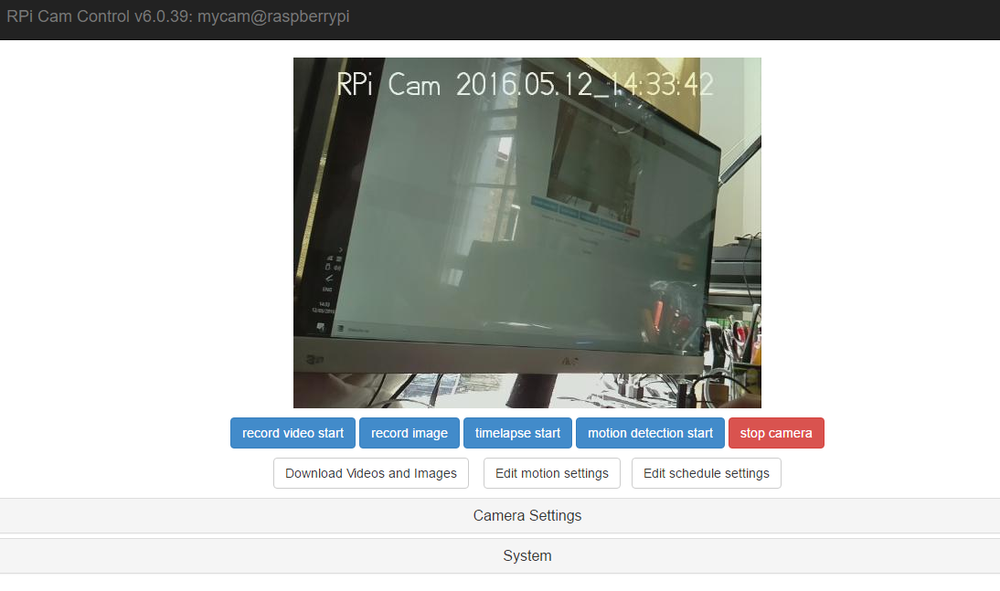 RPi Cam Control v6.0.39: mycam@raspberrypi
RPi Cam 2016.05.12_14:33:42
ENG
record video start record image timelapse start motion detection start stop camera
Download Videos and Images Edit motion settings Edit schedule settings
Camera Settings
System